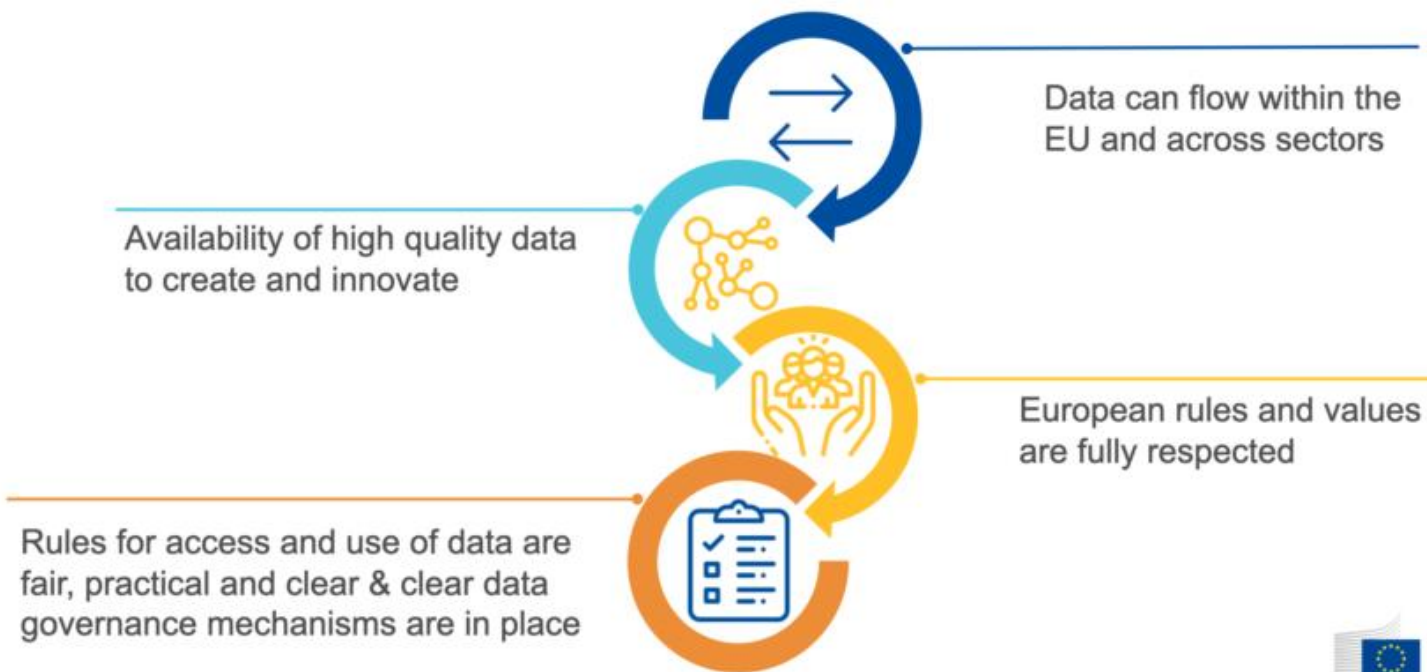 Data can flow within the
EU and across sectors
Availability of high quality data
to create and innovate
European rules and values
are fully respected
Rules for access and use of data are
fair, practical and clear & clear data
governance mechanisms are in place